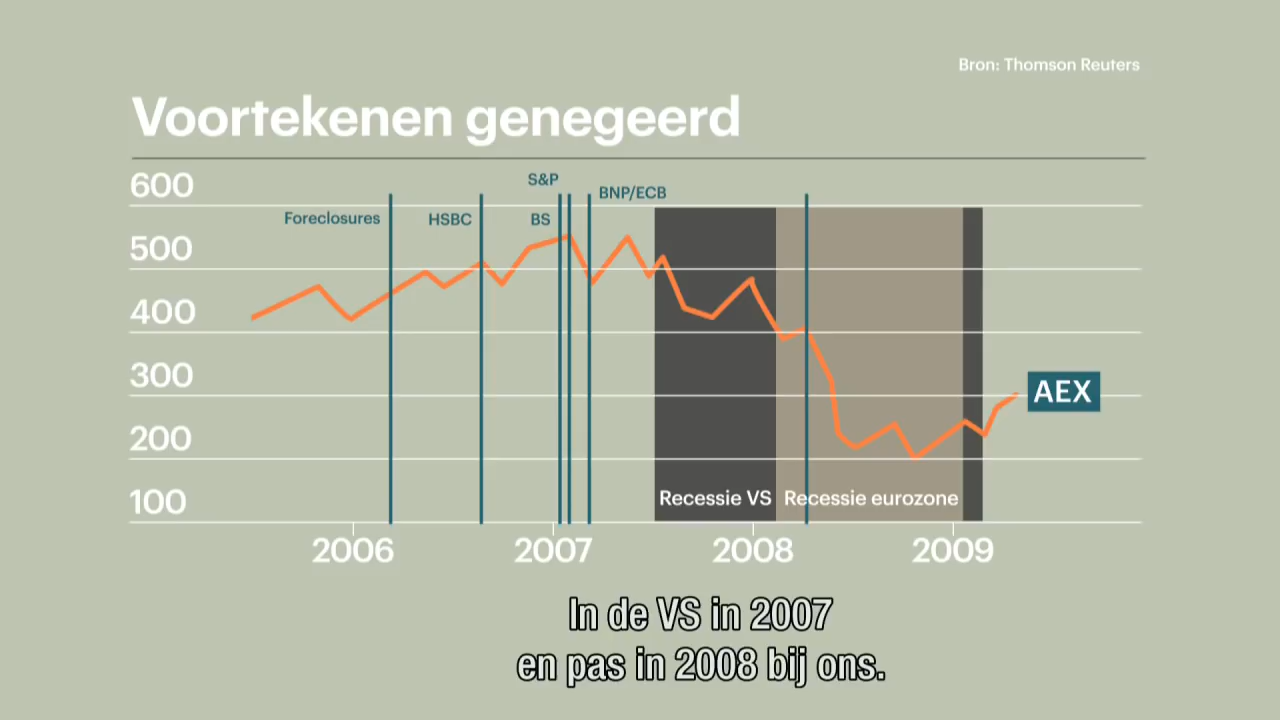 Bron: Thomson Reuters
Voortekenen genegeerd
600
S&P
BNP/ECB
Foreclosures
HSBC
BS
500
400
300
AEX
200
100
Recessie VS
Recessie eurozone
2006
2007
2008
2009
In de VS in 2007
en pas in 2008 bij ons.